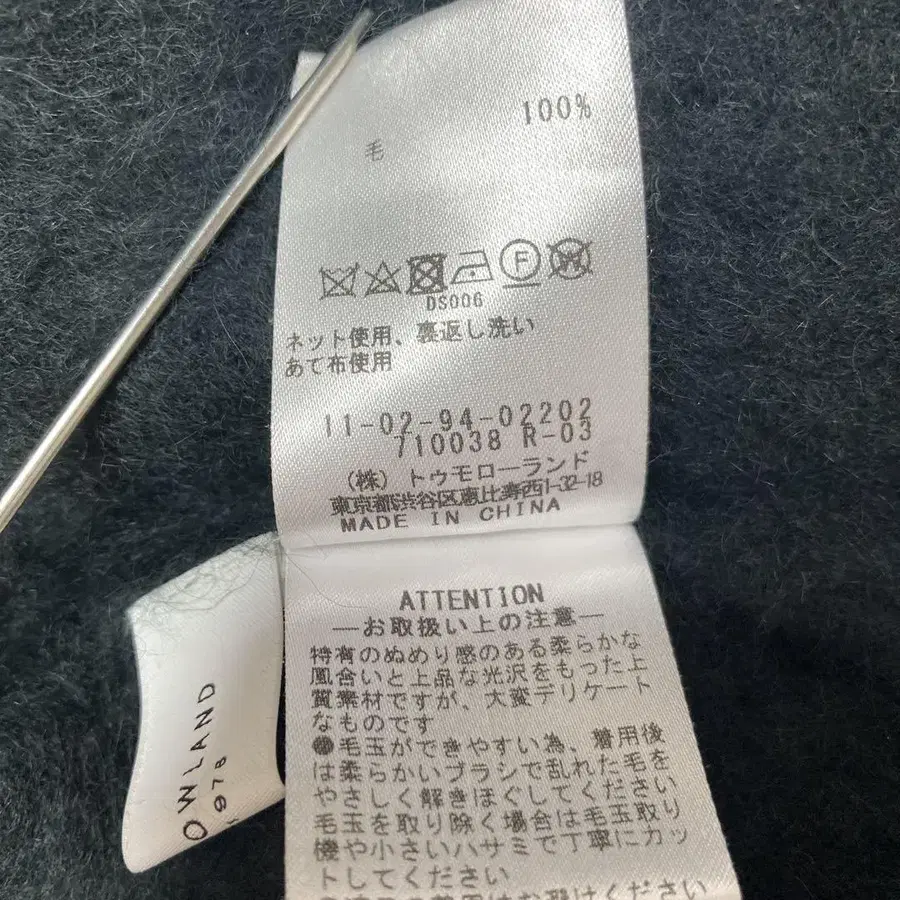 100%
毛
F
W
DS006
ネット使用、裏返し洗い
あて布使用
11-02-94-02202
710038 R-03
(株) トゥモローランド
東京都渋谷区恵比寿西1-32-18
MADE IN CHINA
ATTENTION
―お取扱い上の注意―
特有のぬめり感のある柔らかな
風合いと上品な光沢をもった上
質素材ですが、大変デリケート
なものです
●毛玉ができやすい為、着用後
は柔らかいブラシで乱れた毛を
やさしく解きほぐしてください
毛玉を取り除く場合は毛玉取り
機や小さいハサミで丁寧にカッ
トしてください
OWLAND
978